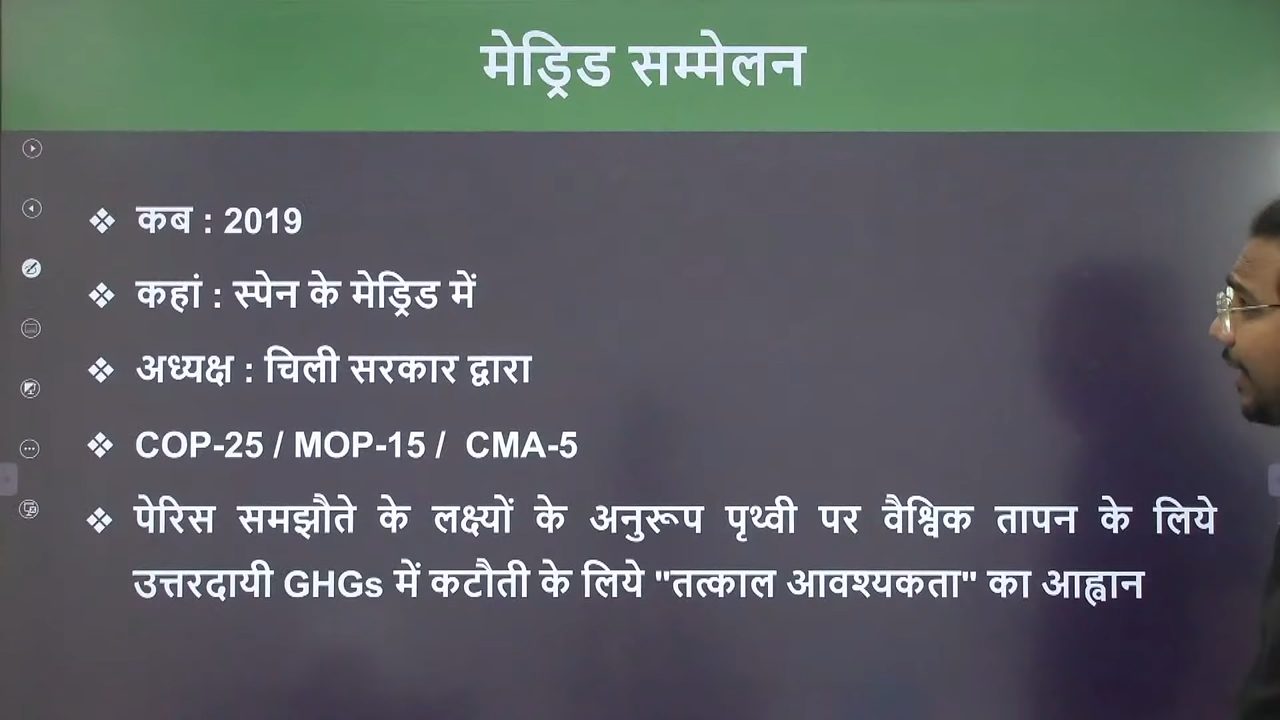 मेड्रिड सम्मेलन
❖ कब : 2019
❖ कहां : स्पेन के मेड्रिड में
❖ अध्यक्ष : चिली सरकार द्वारा
❖ COP-25 / MOP-15 / CMA-5
❖ पेरिस समझौते के लक्ष्यों के अनुरूप पृथ्वी पर वैश्विक तापन के लिये
उत्तरदायी GHGs में कटौती के लिये "तत्काल आवश्यकता" का आह्वान